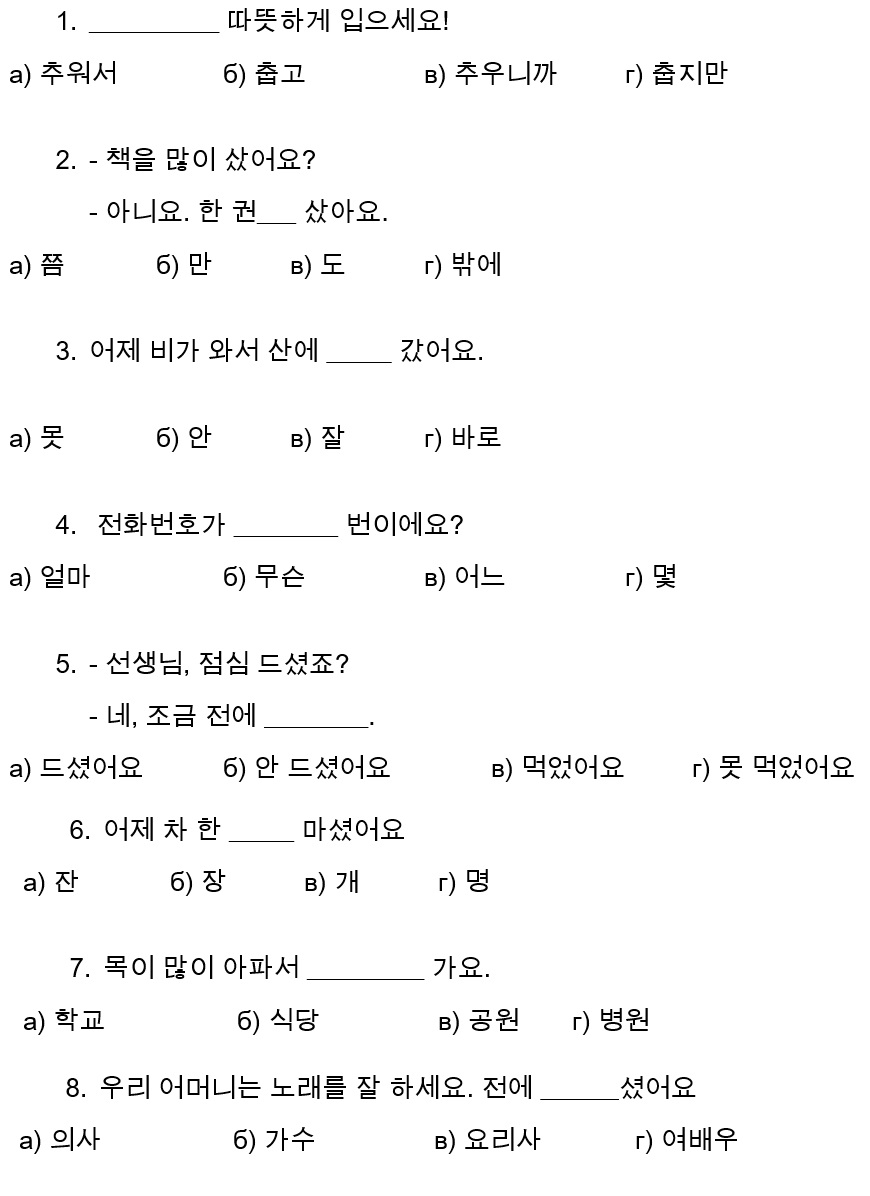 1. __________ 따뜻하게 입으세요!
а) 추워서 б) 춥고 в) 추우니까 г) 춥지만
2. - 책을 많이 샀어요?
- 아니요. 한 권___ 샀아요.
а) 쯤 б) 만 в) 도 г) 밖에
3. 어제 비가 와서 산에 _____ 갔어요.
а) 못 б) 안 в) 잘 г) 바로
4. 전화번호가 ________ 번이에요?
а) 얼마 б) 무슨 в) 어느 г) 몇
5. - 선생님, 점심 드셨죠?
- 네, 조금 전에 ________.
а) 드셨어요 б) 안 드셨어요 в) 먹었어요 г) 못 먹었어요
6. 어제 차 한 _____ 마셨어요
а) 잔 б) 장 в) 개 г) 명
7. 목이 많이 아파서 _________ 가요.
а) 학교 б) 식당 в) 공원 г) 병원
8. 우리 어머니는 노래를 잘 하세요. 전에 ______셨어요
а) 의사 б) 가수 в) 요리사 г) 여배우